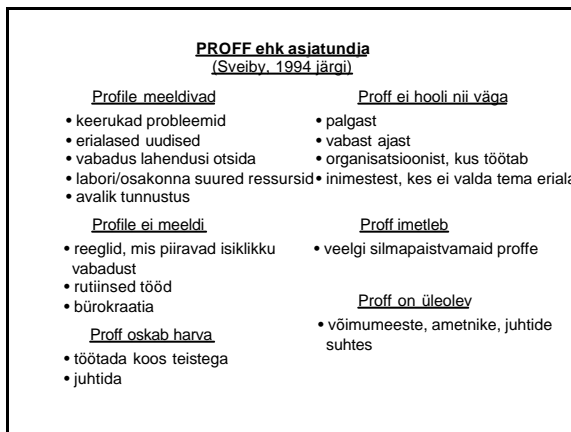 PROFF ehk asjatundja
(Sveiby, 1994 järgi)
Profile meeldivad
• keerukad probleemid
• erialased uudised
• vabadus lahendusi otsida
• labori/osakonna suured ressursid
• avalik tunnustus
Profile ei meeldi
• reeglid, mis piiravad isiklikku
vabadust
• rutiinsed tööd
• bürokraatia
Proff oskab harva
• töötada koos teistega
• juhtida
Proff ei hooli nii väga
• palgast
• vabast ajast
• organisatsioonist, kus töötab
• inimestest, kes ei valda tema eriala
Proff imetleb
• veelgi silmapaistvamaid proffe
Proff on üleolev
• võimumeeste, ametnike, juhtide
suhtes